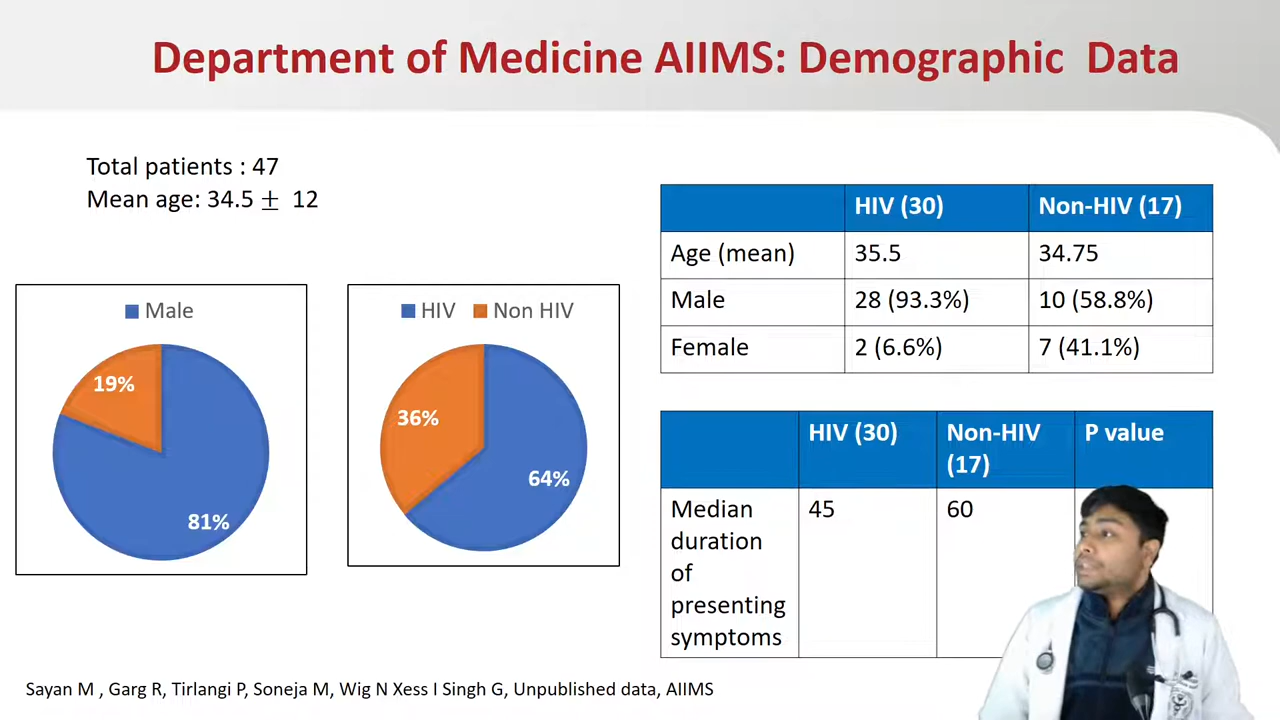 Department of Medicine AIIMS: Demographic Data
Total patients : 47
Mean age: 34.5 ± 12
Male
19%
81%
HIV Non HIV
36%
64%
HIV (30) Non-HIV (17)
Age (mean) 35.5 34.75
Male 28 (93.3%) 10 (58.8%)
Female 2 (6.6%) 7 (41.1%)
HIV (30) Non-HIV P value
(17)
Median 45 60
duration
of
presenting
symptoms
Sayan M , Garg R, Tirlangi P, Soneja M, Wig N Xess I Singh G, Unpublished data, AIIMS